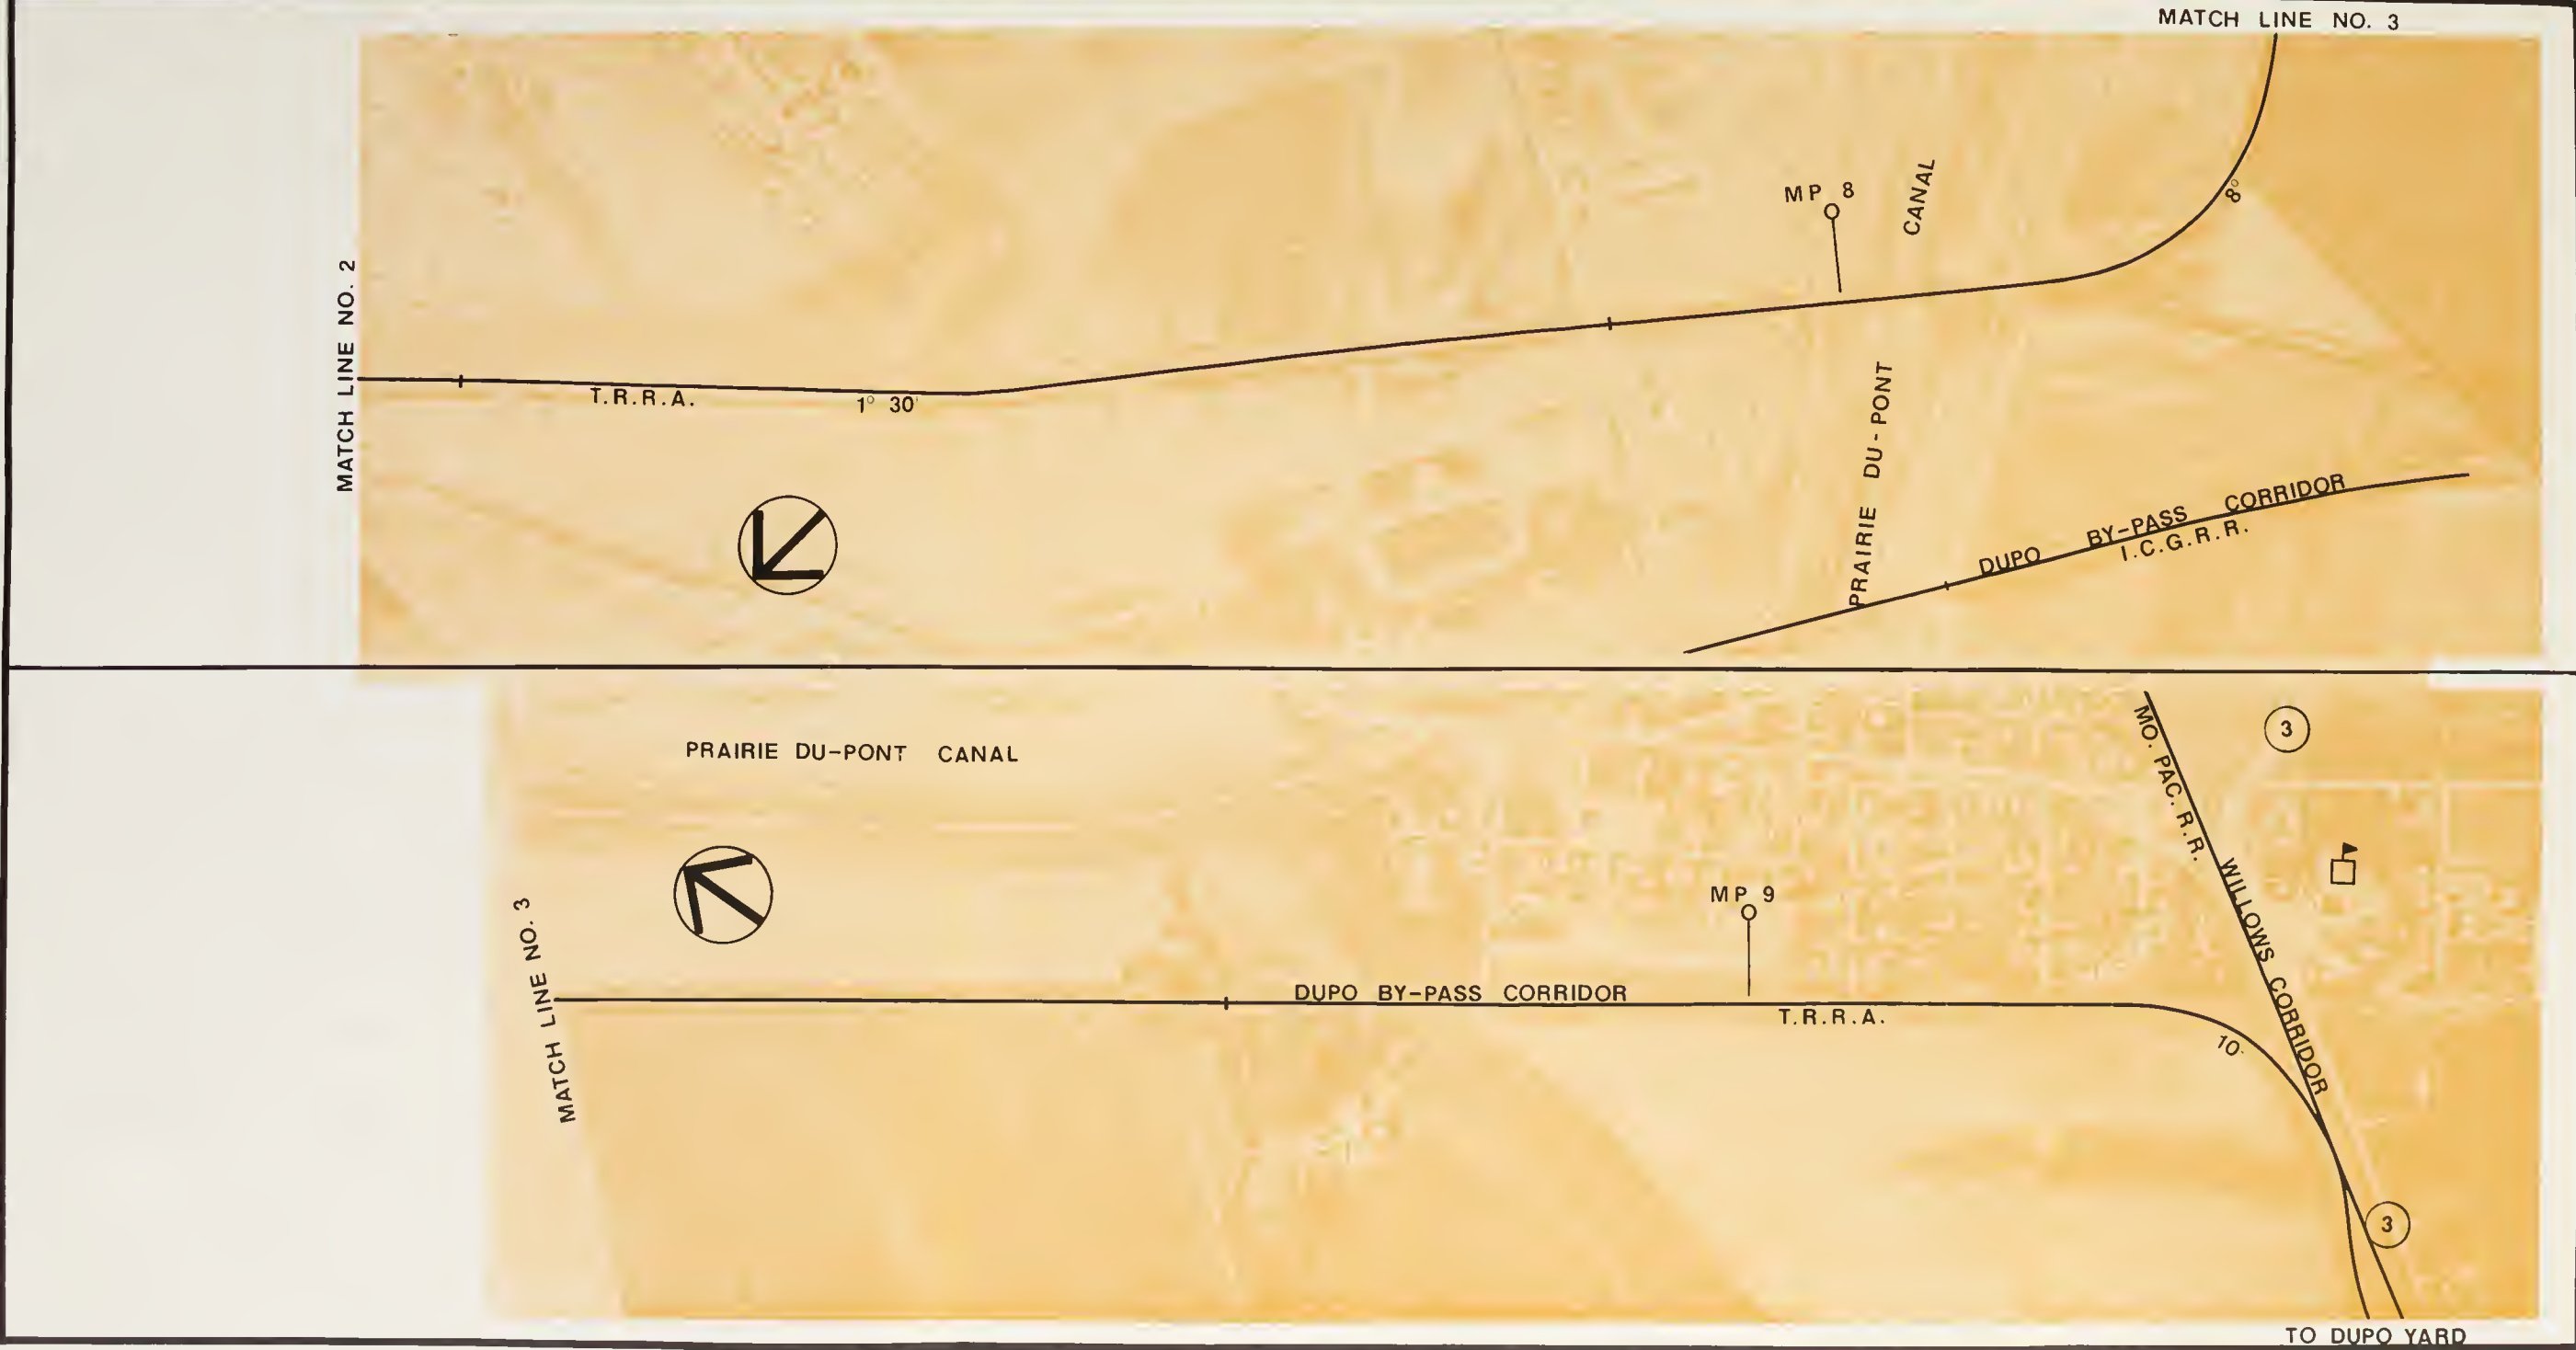 MATCH LINE NO. 3
MP 8
CANAL
8°
MATCH LINE NO. 2
T.R.R.A.
1° 30'
PRAIRIE DU-PONT
DUPO BY-PASS CORRIDOR
I.C.G.R.R.
PRAIRIE DU-PONT CANAL
MO. PAC. R.R.
3
WILLOWS CORRIDOR
MATCH LINE NO. 3
MP 9
DUPO BY-PASS CORRIDOR
T.R.R.A.
10°
3
TO DUPO YARD